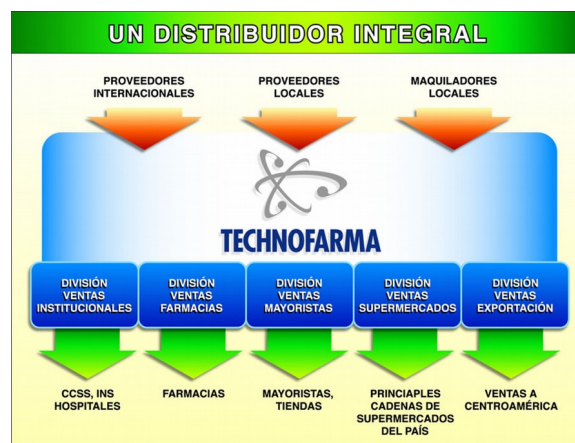 UN DISTRIBUIDOR INTEGRAL
PROVEEDORES
INTERNACIONALES
PROVEEDORES
LOCALES
MAQUILADORES
LOCALES
TECHNOFARMA
DIVISIÓN
VENTAS
INSTITUCIONALES
DIVISIÓN
VENTAS
FARMACIAS
DIVISIÓN
VENTAS
MAYORISTAS
DIVISIÓN
VENTAS
SUPERMERCADOS
DIVISIÓN
VENTAS
EXPORTACIÓN
CCSS, INS
HOSPITALES
FARMACIAS
MAYORISTAS,
TIENDAS
PRINCIAPLES
CADENAS DE
SUPERMERCADOS
DEL PAÍS
VENTAS A
CENTROAMÉRICA